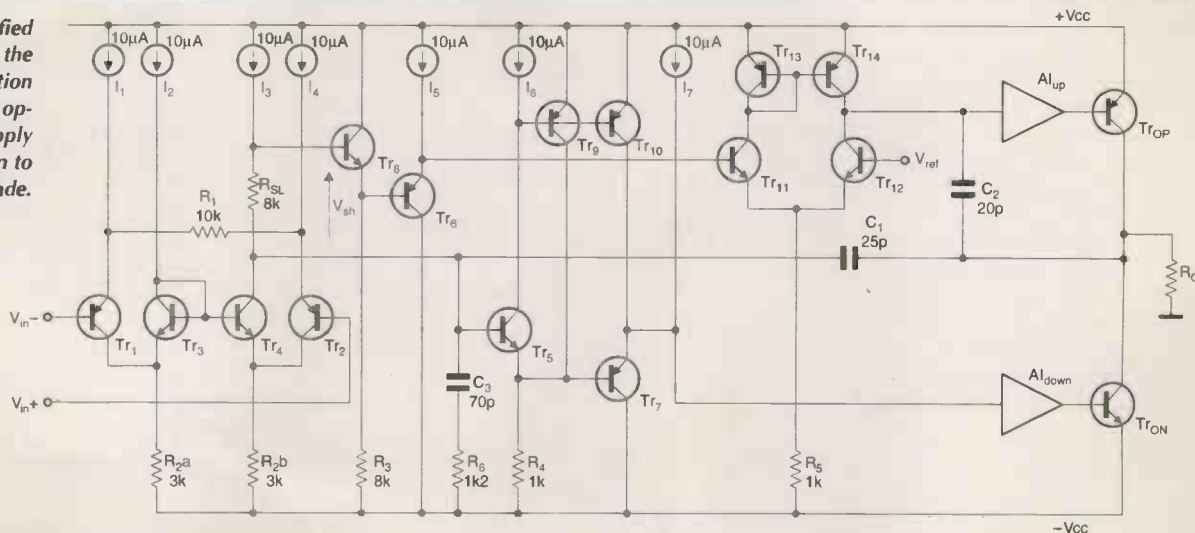 ified
the
tion
op-
pply
n to
ade.
+Vcc
10µA
10µA
10µA
10µA
10µA
10µA
10µA
I1
I2
I3
I4
I5
I6
I7
Tr13
Tr14
AIup
TrOP
Tr8
Tr9
Tr10
Tr11
Tr12
Vref
RSL
8k
Vsh
Tr6
R1
10k
C2
20p
C1
25p
Vin−
Tr1
Tr3
Tr4
Tr2
Tr5
Tr7
AIdown
TrON
Vin+
C3
70p
R2a
3k
R2b
3k
R3
8k
R6
1k2
R4
1k
R5
1k
−Vcc